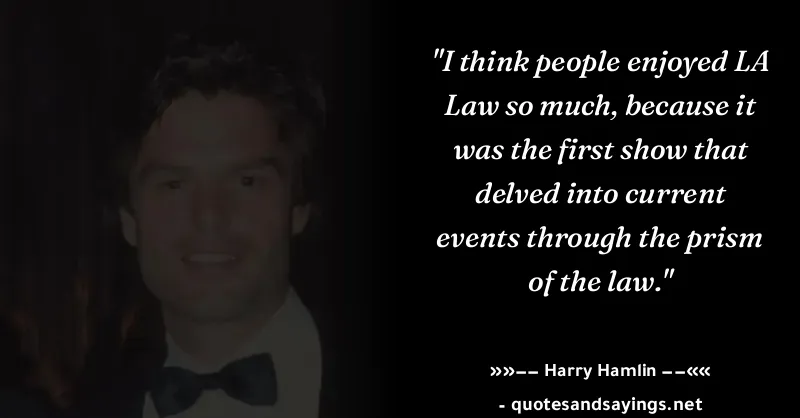 "I think people enjoyed LA
Law so much, because it
was the first show that
delved into current
events through the prism
of the law."
»»–– Harry Hamlin ––««
- quotesandsayings.net